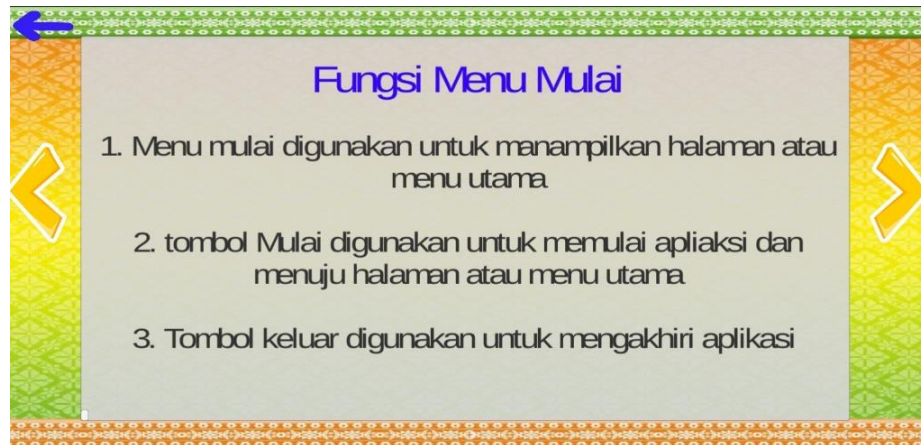 Fungsi Menu Mulai
1. Menu mulai digunakan untuk manampilkan halaman atau
menu utama
2. tombol Mulai digunakan untuk memulai apliaksi dan
menuju halaman atau menu utama
3. Tombol keluar digunakan untuk mengakhiri aplikasi